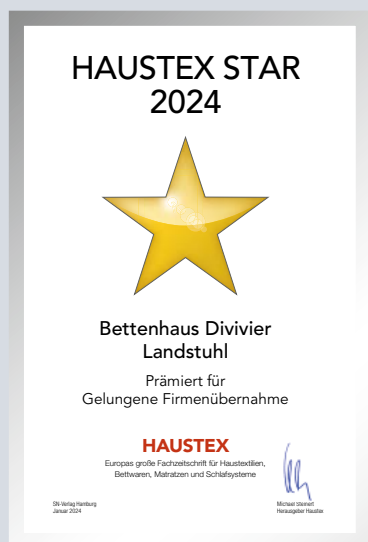 HAUSTEX STAR
2024
Bettenhaus Divivier
Landstuhl
Prämiert für
Gelungene Firmenübernahme
HAUSTEX
Europas große Fachzeitschrift für Haustextilien,
Bettwaren, Matratzen und Schlafsysteme
SN-Verlag Hamburg
Januar 2024
Michael Steinert
Herausgeber Haustex